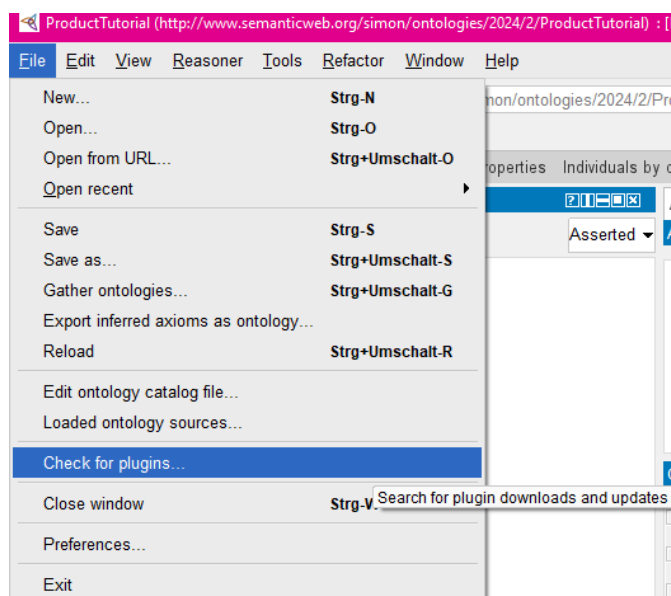 ProductTutorial (http://www.semanticweb.org/simon/ontologies/2024/2/ProductTutorial) : [
File Edit View Reasoner Tools Refactor Window Help
New... Strg-N
Open... Strg-O
Open from URL... Strg+Umschalt-O
Open recent
Save Strg-S
Save as... Strg+Umschalt-S
Gather ontologies... Strg+Umschalt-G
Export inferred axioms as ontology...
Reload Strg+Umschalt-R
Edit ontology catalog file...
Loaded ontology sources...
Check for plugins...
Search for plugin downloads and updates
Close window Strg-W
Preferences...
Exit
mon/ontologies/2024/2/Pr
operties Individuals by
Asserted